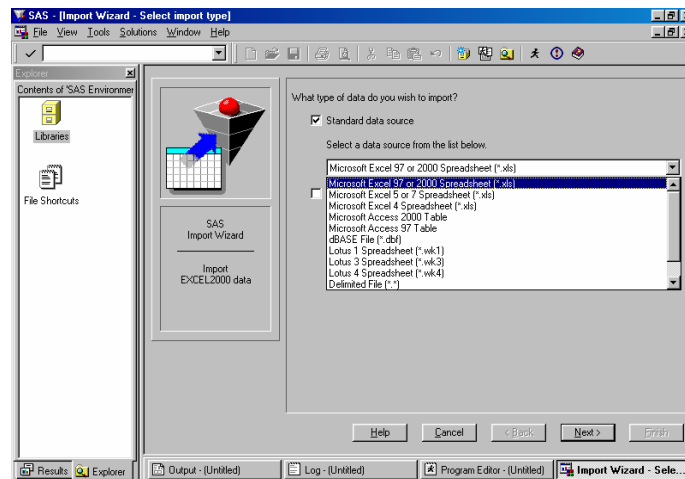 SAS - [Import Wizard - Select import type]
File View Tools Solutions Window Help
Explorer
Contents of 'SAS Environmen
Libraries
File Shortcuts
SAS
Import Wizard
Import
EXCEL2000 data
What type of data do you wish to import?
Standard data source
Select a data source from the list below.
Microsoft Excel 97 or 2000 Spreadsheet (*.xls)
Microsoft Excel 97 or 2000 Spreadsheet (*.xls)
Microsoft Excel 5 or 7 Spreadsheet (*.xls)
Microsoft Excel 4 Spreadsheet (*.xls)
Microsoft Access 2000 Table
Microsoft Access 97 Table
dBASE File (*.dbf)
Lotus 1 Spreadsheet (*.wk1)
Lotus 3 Spreadsheet (*.wk3)
Lotus 4 Spreadsheet (*.wk4)
Delimited File (*.*)
Help Cancel < Back Next > Finish
Results Explorer Output - (Untitled) Log - (Untitled) Program Editor - (Untitled) Import Wizard - Sele...